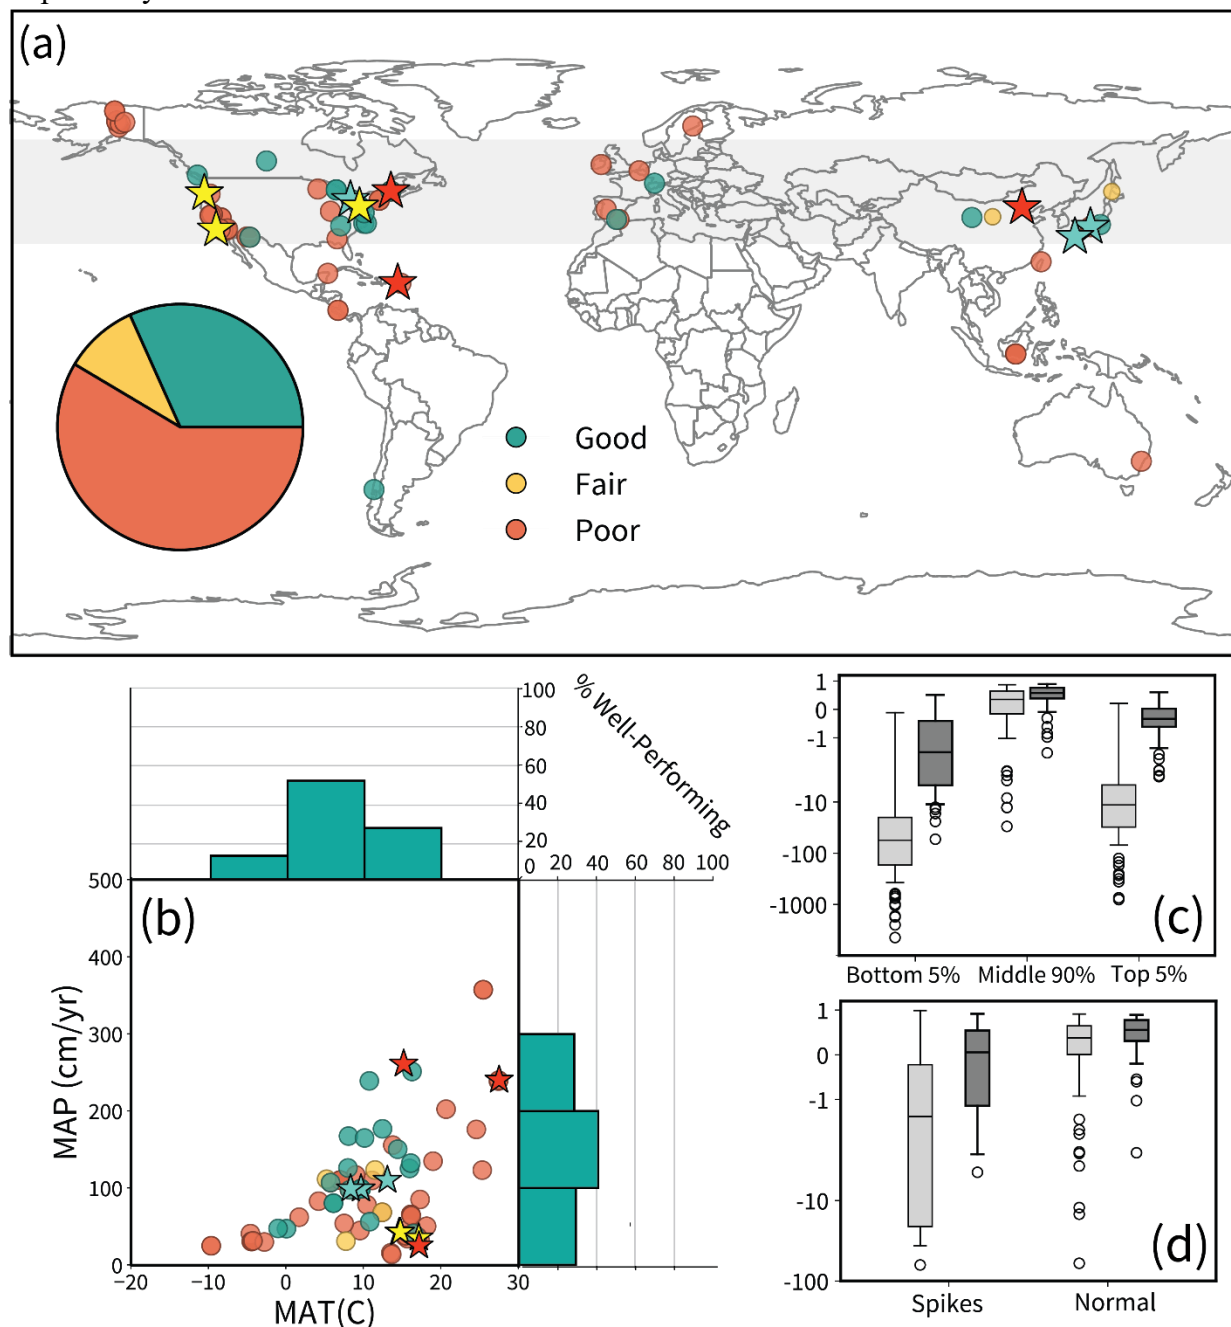 (a)
Good
Fair
Poor
100
80
60
40
20
0
% Well-Performing
20 40 60 80 100
500
400
300
200
100
0
MAP (cm/yr)
(b)
−20 −10 0 10 20 30
MAT(C)
1
0
-1
-10
-100
-1000
(c)
Bottom 5% Middle 90% Top 5%
1
0
-1
-10
-100
(d)
Spikes Normal